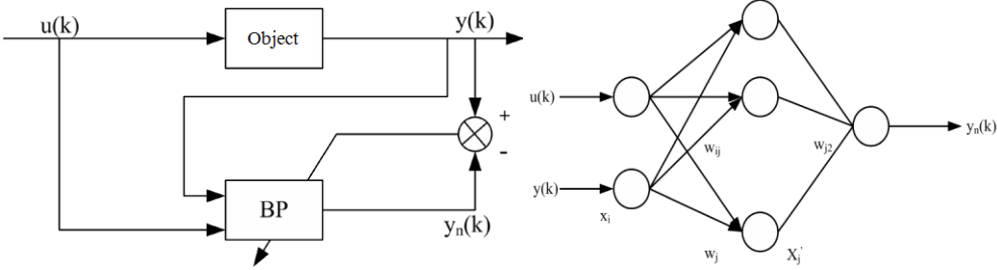 u(k)
Object
y(k)
+
-
BP
yₙ(k)
u(k)
y(k)
xᵢ
wᵢⱼ
wⱼ
wⱼ₂
Xⱼ'
yₙ(k)